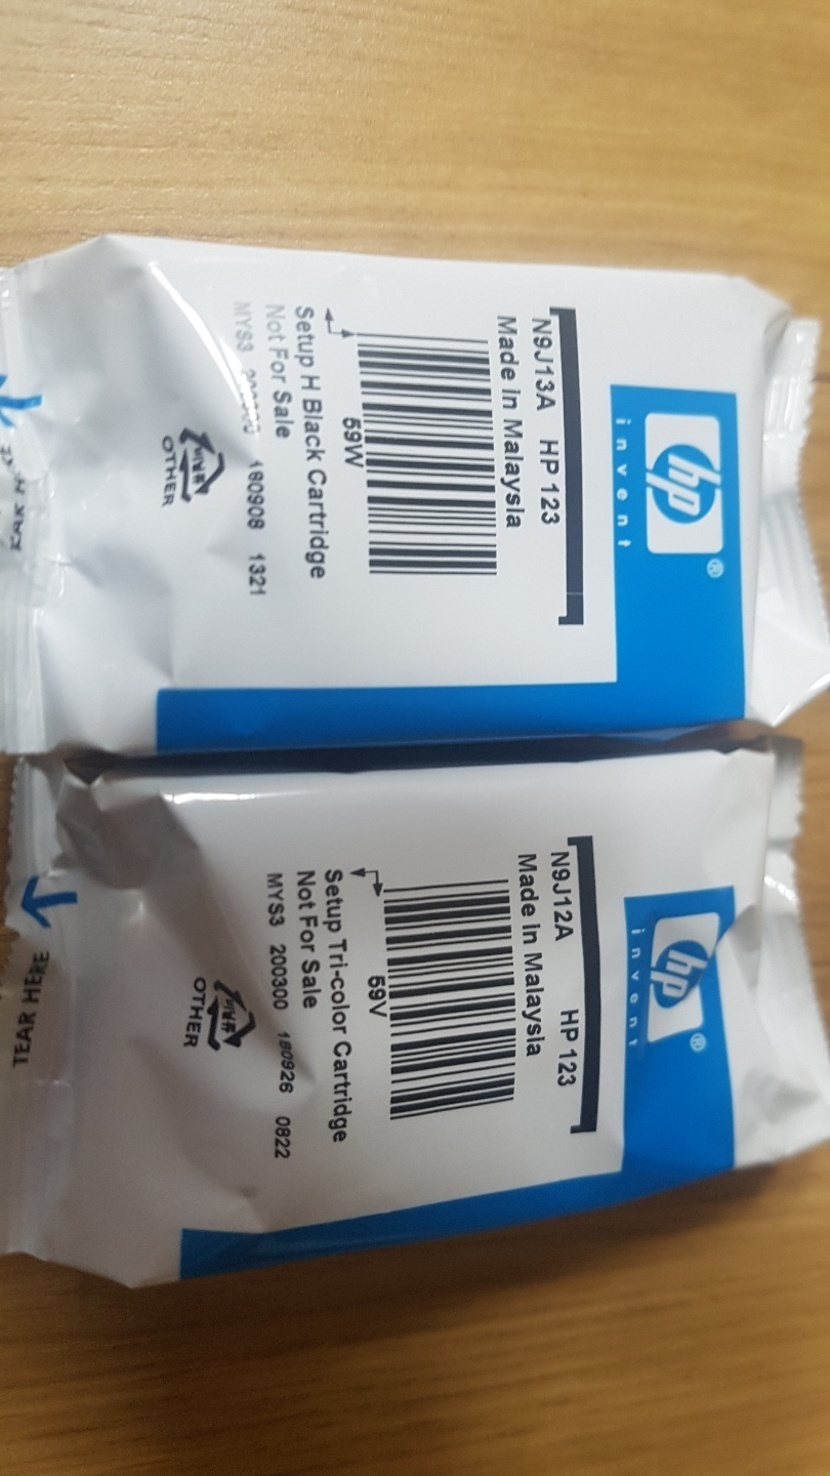 hp®
invent
N9J13A HP 123
Made in Malaysia
59W
Setup H Black Cartridge
Not For Sale
MYS3 180908 1321
OTHER
hp®
invent
N9J12A HP 123
Made in Malaysia
59V
Setup Tri-color Cartridge
Not For Sale
MYS3 200300 180926 0822
OTHER
TEAR HERE